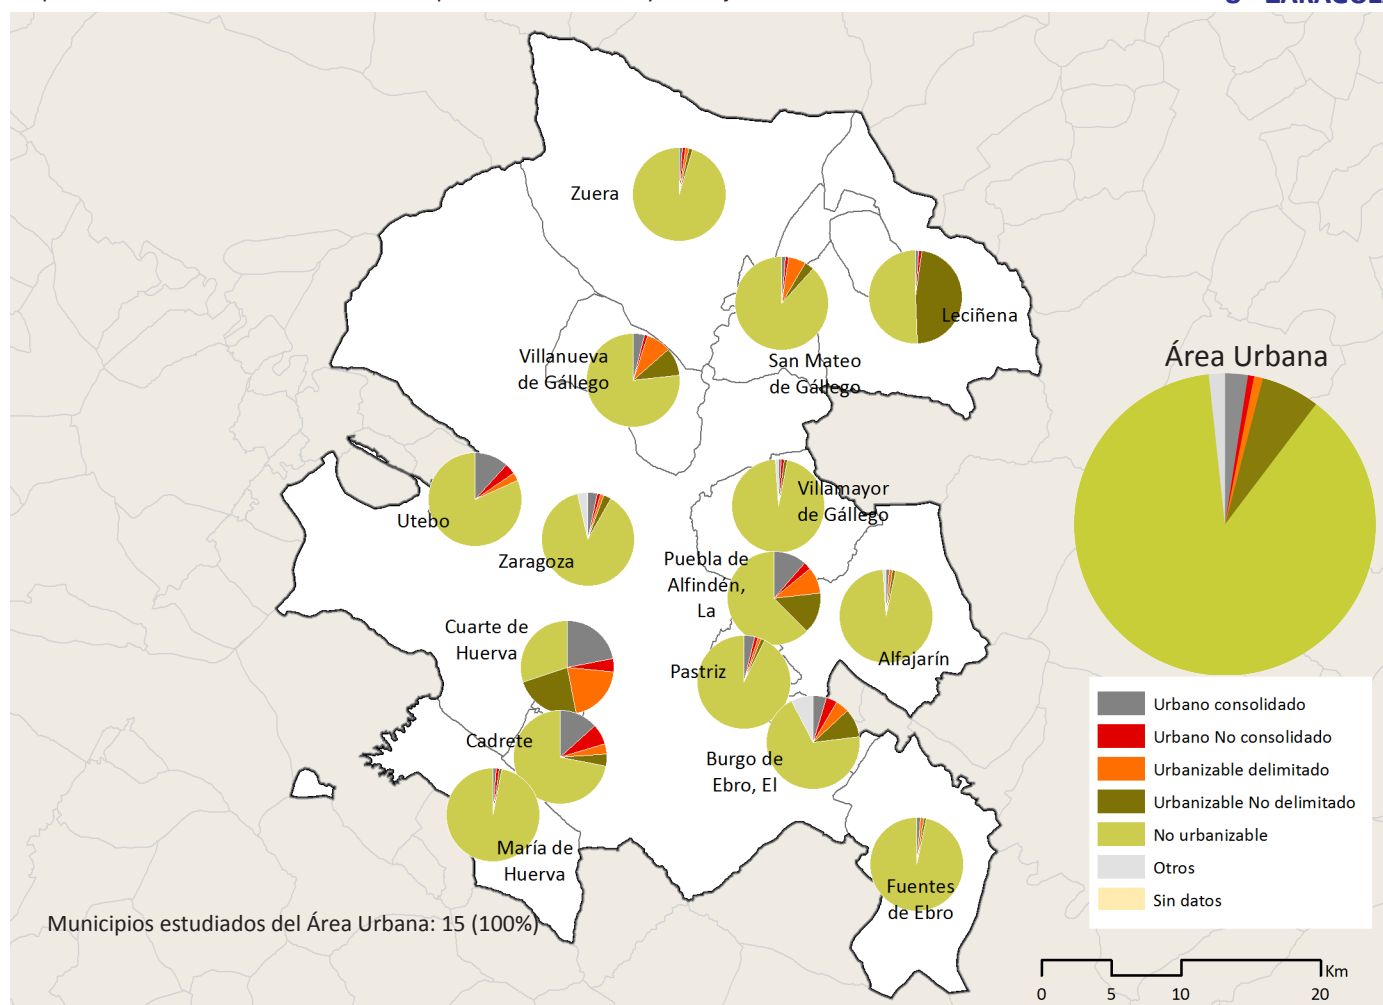 Zuera
Leciñena
San Mateo
de Gállego
Villanueva
de Gállego
Área Urbana
Utebo
Zaragoza
Villamayor
de Gállego
Puebla de
Alfindén,
La
Cuarte de
Huerva
Alfajarín
Pastriz
Cadrete
Burgo de
Ebro, El
María de
Huerva
Fuentes
de Ebro
Urbano consolidado
Urbano No consolidado
Urbanizable delimitado
Urbanizable No delimitado
No urbanizable
Otros
Sin datos
Municipios estudiados del Área Urbana: 15 (100%)
Km
0 5 10 20